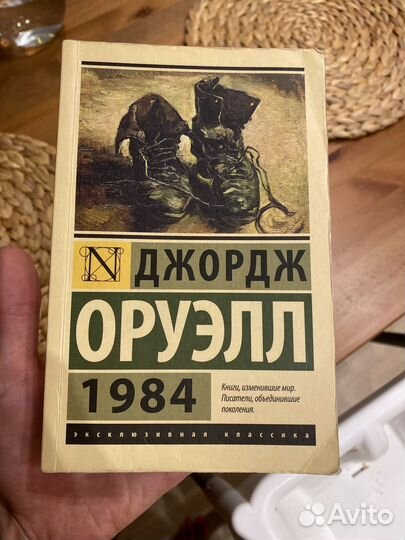 N ДЖОРДЖ
ОРУЭЛЛ
1984
Книги, изменившие мир.
Писатели, объединившие
поколения.
эксклюзивная классика
Avito